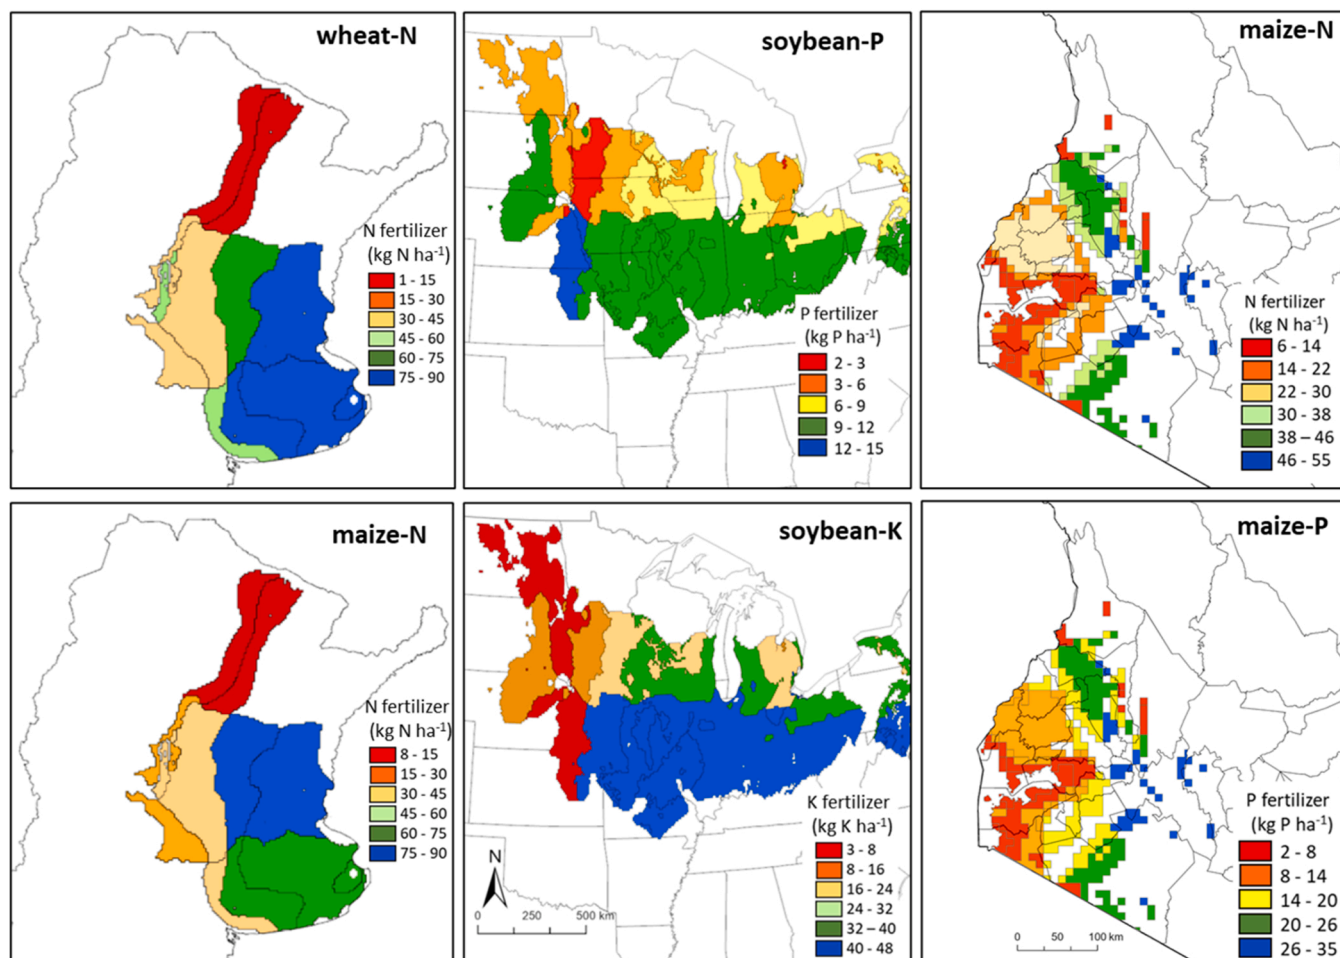 wheat-N
N fertilizer
(kg N ha⁻¹)
1 - 15
15 - 30
30 - 45
45 - 60
60 - 75
75 - 90
soybean-P
P fertilizer
(kg P ha⁻¹)
2 - 3
3 - 6
6 - 9
9 - 12
12 - 15
maize-N
N fertilizer
(kg N ha⁻¹)
6 - 14
14 - 22
22 - 30
30 - 38
38 – 46
46 - 55
maize-N
N fertilizer
(kg N ha⁻¹)
8 - 15
15 - 30
30 - 45
45 - 60
60 - 75
75 - 90
soybean-K
K fertilizer
(kg K ha⁻¹)
3 - 8
8 - 16
16 - 24
24 - 32
32 – 40
40 - 48
N
0 250 500 km
maize-P
P fertilizer
(kg P ha⁻¹)
2 - 8
8 - 14
14 - 20
20 - 26
26 - 35
0 50 100 km